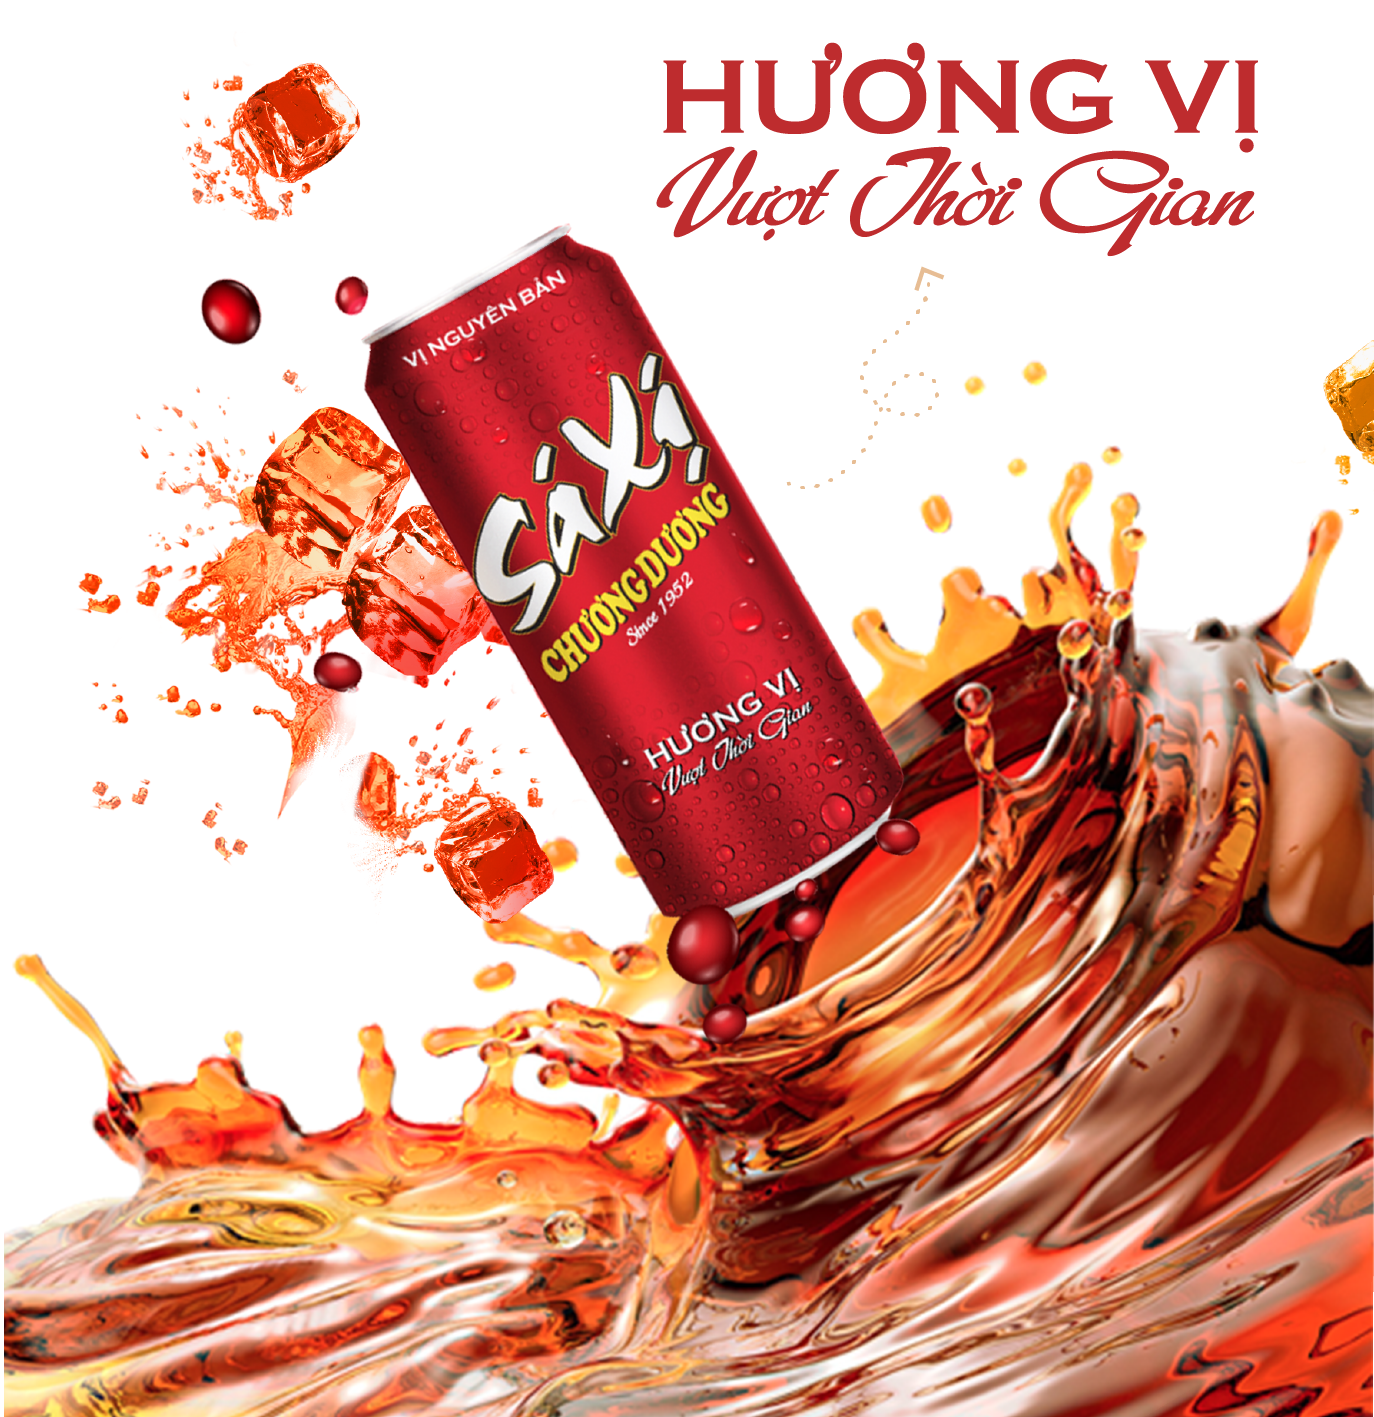 HƯƠNG VỊ
Vượt Thời Gian
VỊ NGUYÊN BẢN
Sá Xị
CHƯƠNG DƯƠNG
Since 1952
HƯƠNG VỊ
Vượt Thời Gian